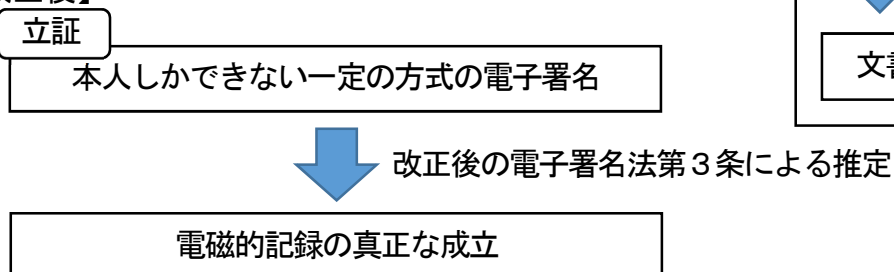 立証
本人しかできない一定の方式の電子署名
改正後の電子署名法第３条による推定
電磁的記録の真正な成立